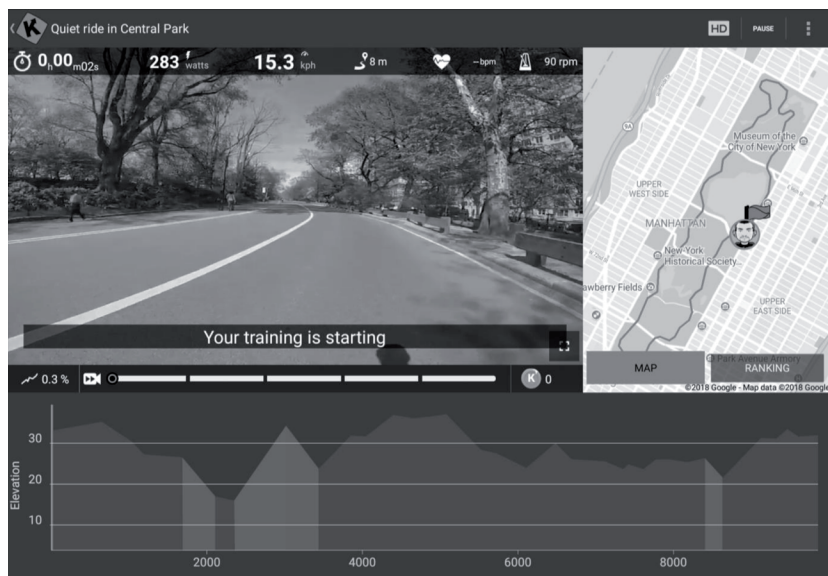 Quiet ride in Central Park
HD
PAUSE
0h00m02s
283 watts
15.3 kph
8 m
--bpm
90 rpm
9A
Museum of the
City of New York
UPPER
WEST SIDE
MANHATTAN
New-York
Historical Society...
awberry Fields
UPPER
EAST SIDE
Park Avenue Armory
Your training is starting
MAP
RANKING
©2018 Google - Map data ©2018 Google
0.3 %
K 0
Elevation
30
20
10
2000
4000
6000
8000